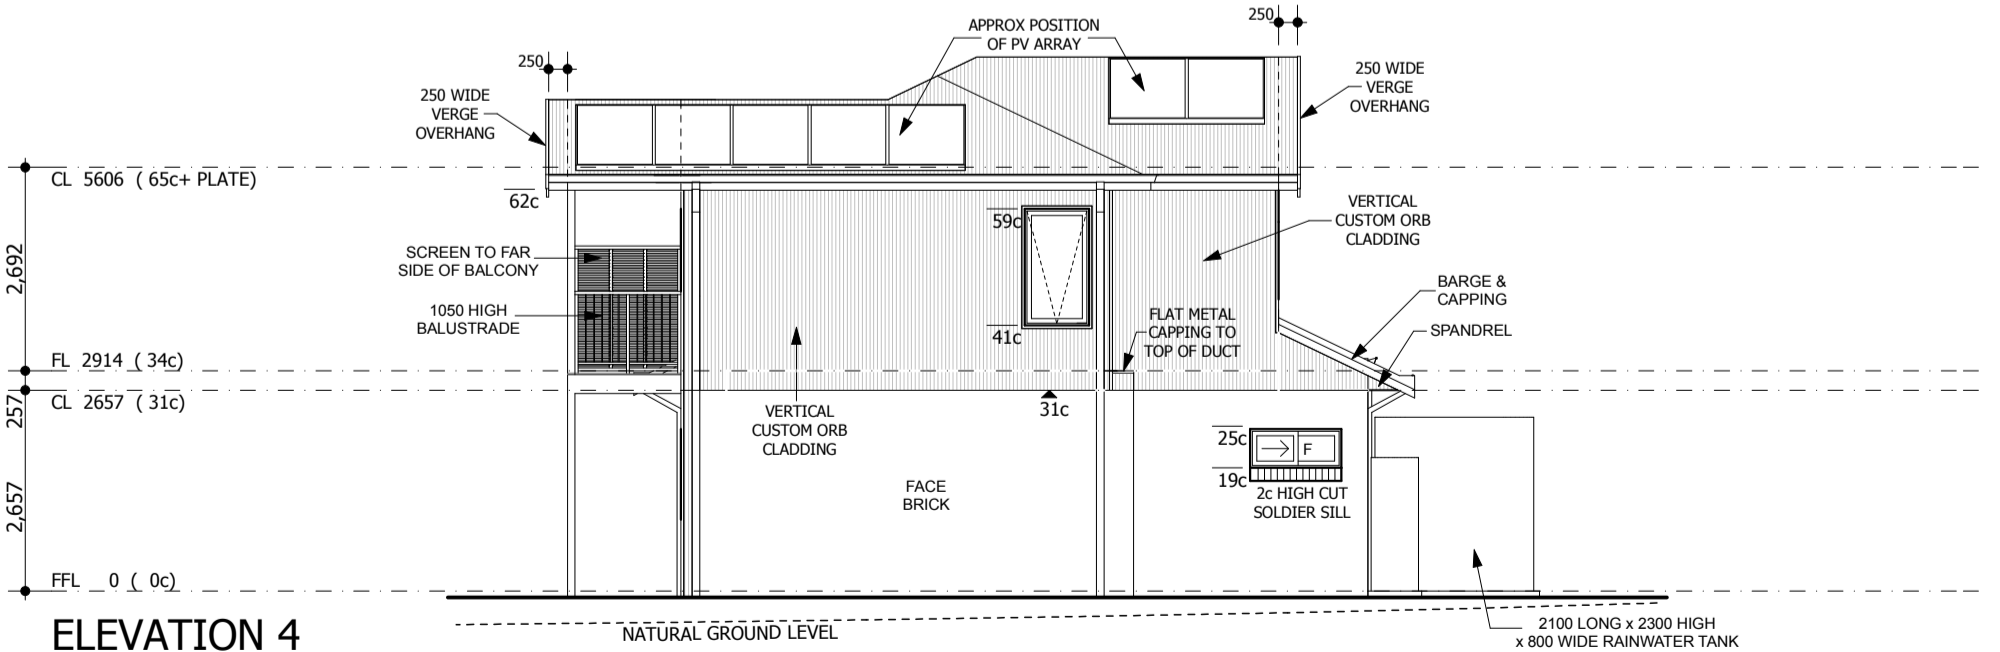 250
APPROX POSITION
OF PV ARRAY
250
250 WIDE
VERGE
OVERHANG
250 WIDE
VERGE
OVERHANG
CL 5606 ( 65c+ PLATE)
62c
59c
VERTICAL
CUSTOM ORB
CLADDING
2,692
SCREEN TO FAR
SIDE OF BALCONY
1050 HIGH
BALUSTRADE
41c
FLAT METAL
CAPPING TO
TOP OF DUCT
BARGE &
CAPPING
SPANDREL
FL 2914 ( 34c)
257
CL 2657 ( 31c)
VERTICAL
CUSTOM ORB
CLADDING
31c
25c
F
19c
2c HIGH CUT
SOLDIER SILL
2,657
FACE
BRICK
FFL 0 ( 0c)
ELEVATION 4
NATURAL GROUND LEVEL
2100 LONG x 2300 HIGH
x 800 WIDE RAINWATER TANK